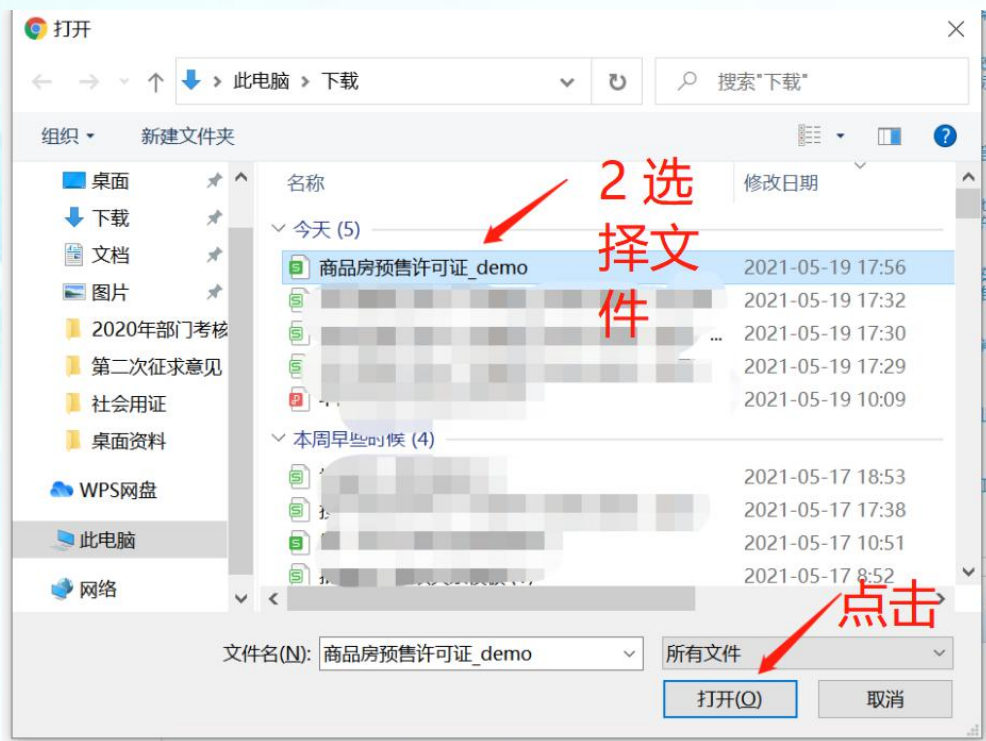 打开
此电脑 > 下载
搜索"下载"
组织
新建文件夹
桌面
下载
文档
图片
2020年部门考核
第二次征求意见
社会用证
桌面资料
WPS网盘
此电脑
网络
名称
修改日期
2 选
择文
件
今天 (5)
商品房预售许可证_demo
2021-05-19 17:56
2021-05-19 17:32
... 2021-05-19 17:30
2021-05-19 17:29
2021-05-19 10:09
本周早些时候 (4)
2021-05-17 18:53
2021-05-17 17:38
2021-05-17 10:51
2021-05-17 8:52
点击
文件名(N): 商品房预售许可证_demo
所有文件
打开(O)
取消